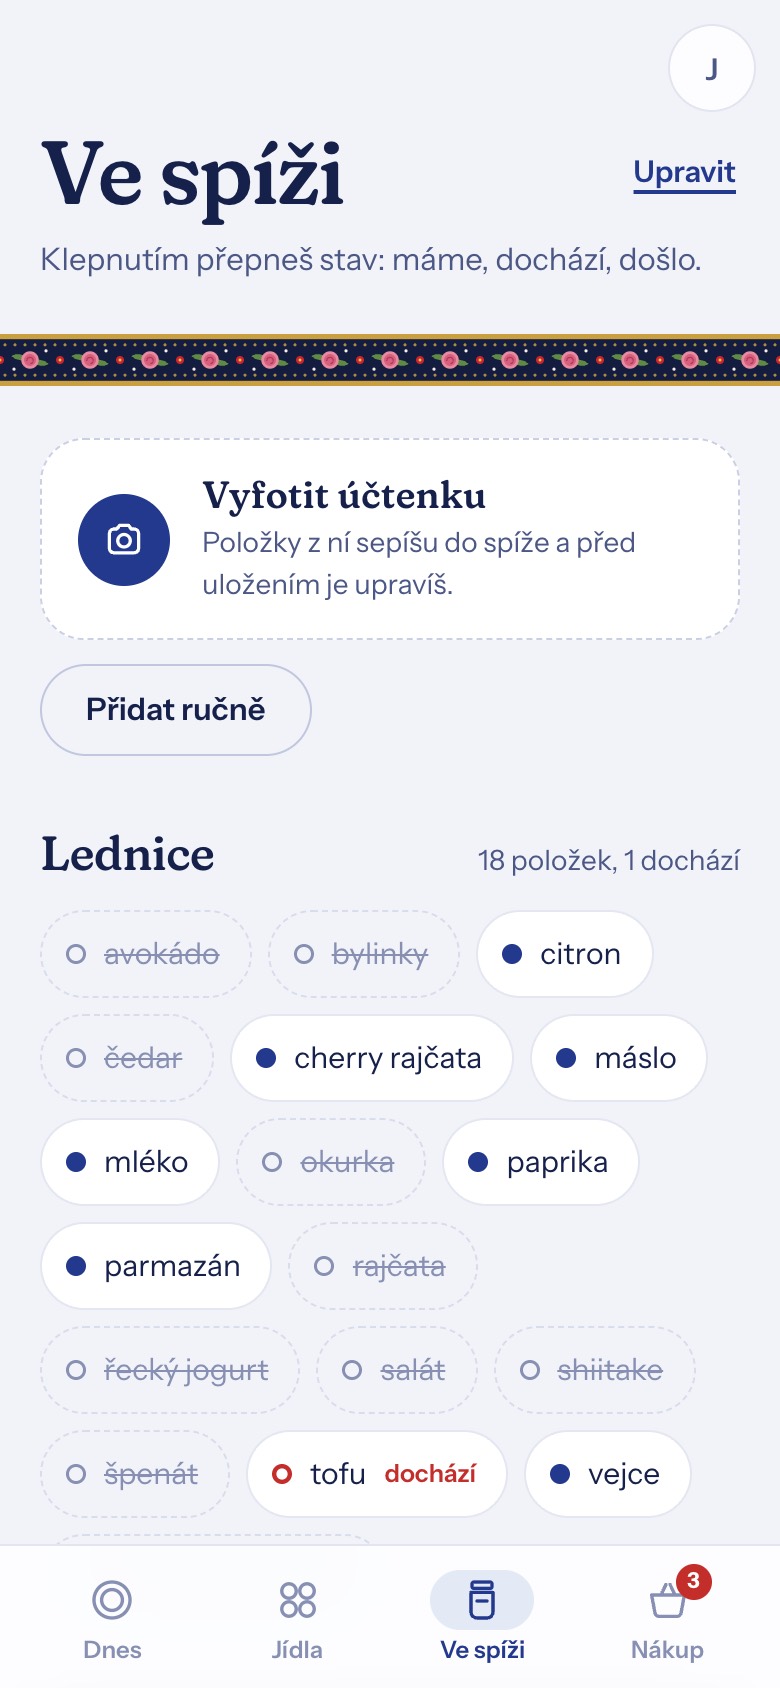 J
Ve spíži
Upravit
Klepnutím přepneš stav: máme, dochází, došlo.
Vyfotit účtenku
Položky z ní sepíšu do spíže a před
uložením je upravíš.
Přidat ručně
Lednice
18 položek, 1 dochází
avokádo
bylinky
citron
čedar
cherry rajčata
máslo
mléko
okurka
paprika
parmazán
rajčata
řecký jogurt
salát
shiitake
špenát
tofu dochází
vejce
3
Dnes
Jídla
Ve spíži
Nákup